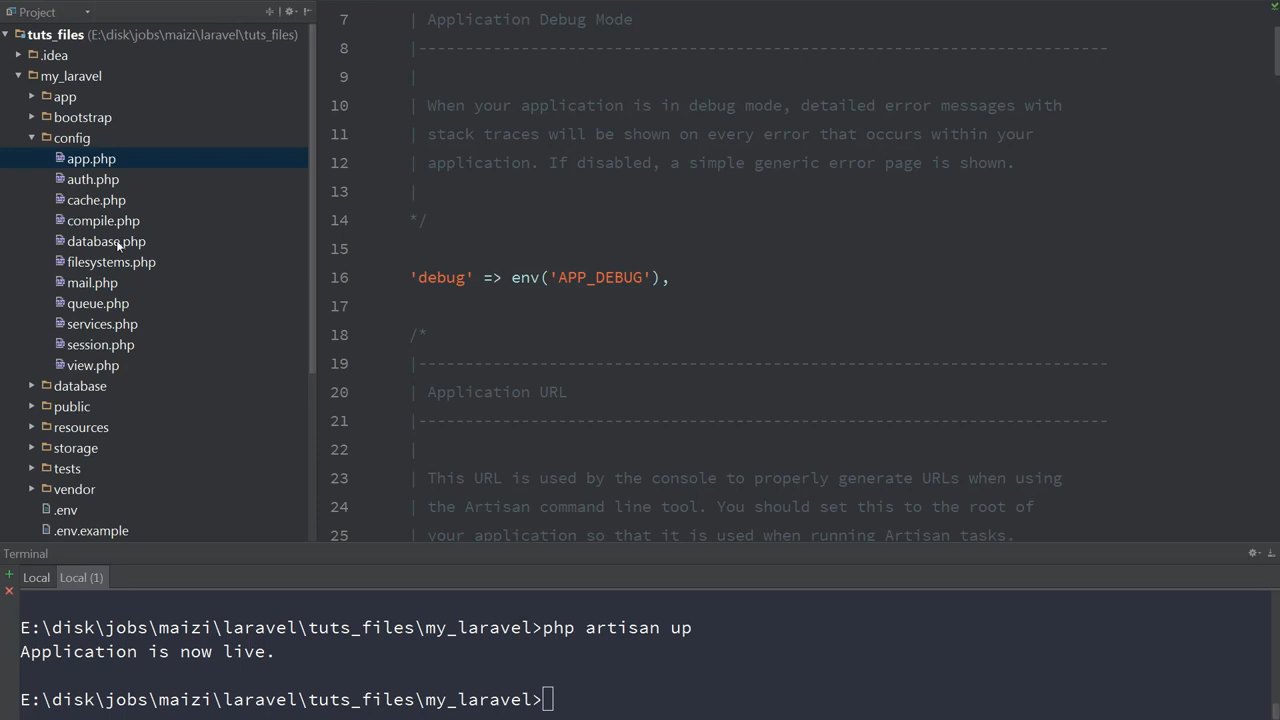 Project
tuts_files (E:\disk\jobs\maizi\laravel\tuts_files)
.idea
my_laravel
app
bootstrap
config
app.php
auth.php
cache.php
compile.php
database.php
filesystems.php
mail.php
queue.php
services.php
session.php
view.php
database
public
resources
storage
tests
vendor
.env
.env.example
7 | Application Debug Mode
8 |--------------------------------------------------------------------------
9 |
10 | When your application is in debug mode, detailed error messages with
11 | stack traces will be shown on every error that occurs within your
12 | application. If disabled, a simple generic error page is shown.
13 |
14 */
15
16 'debug' => env('APP_DEBUG'),
17
18 /*
19 |--------------------------------------------------------------------------
20 | Application URL
21 |--------------------------------------------------------------------------
22 |
23 | This URL is used by the console to properly generate URLs when using
24 | the Artisan command line tool. You should set this to the root of
25 | your application so that it is used when running Artisan tasks.
Terminal
Local Local (1)
E:\disk\jobs\maizi\laravel\tuts_files\my_laravel>php artisan up
Application is now live.
E:\disk\jobs\maizi\laravel\tuts_files\my_laravel>